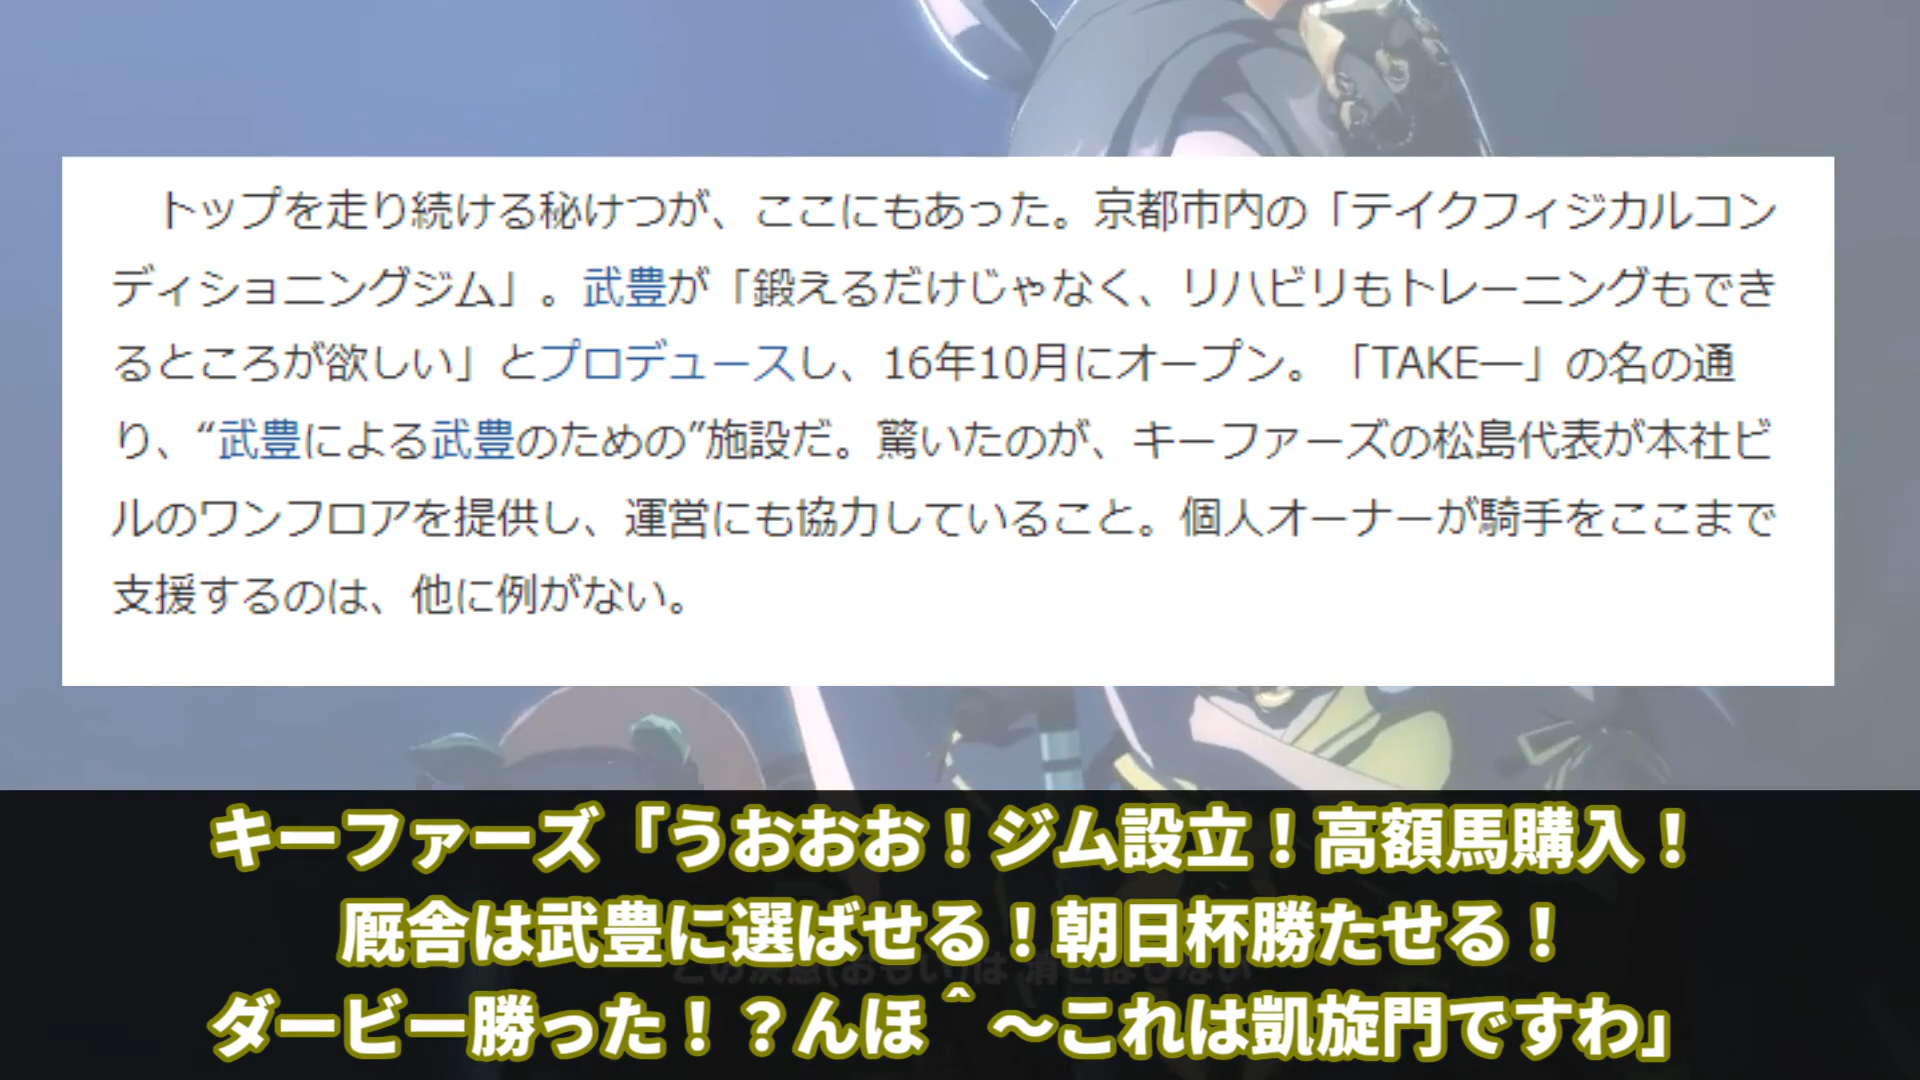 トップを走り続ける秘けつが、ここにもあった。京都市内の「テイクフィジカルコン
ディショニングジム」。武豊が「鍛えるだけじゃなく、リハビリもトレーニングもでき
るところが欲しい」とプロデュースし、16年10月にオープン。「TAKE―」の名の通
り、“武豊による武豊のための”施設だ。驚いたのが、キーファーズの松島代表が本社ビ
ルのワンフロアを提供し、運営にも協力していること。個人オーナーが騎手をここまで
支援するのは、他に例がない。
キーファーズ「うおおお！ジム設立！高額馬購入！
厩舎は武豊に選ばせる！朝日杯勝たせる！
ダービー勝った！？んほ＾～これは凱旋門ですわ」